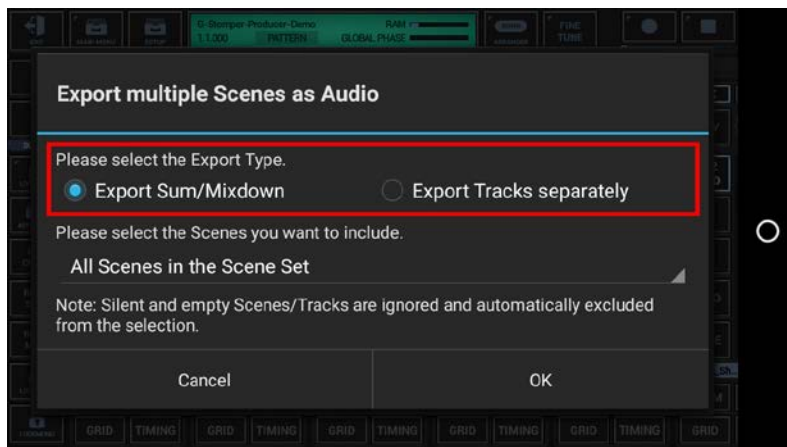 G-Stomper-Producer-Demo RAM
1.1.000 PATTERN GLOBAL PHASE
FINE
TUNE
MAIN MENU SETUP
Export multiple Scenes as Audio
Please select the Export Type.
Export Sum/Mixdown Export Tracks separately
Please select the Scenes you want to include.
All Scenes in the Scene Set
Note: Silent and empty Scenes/Tracks are ignored and automatically excluded
from the selection.
Cancel OK
GRID TIMING GRID TIMING GRID TIMING GRID TIMING GRID TIMING GRID